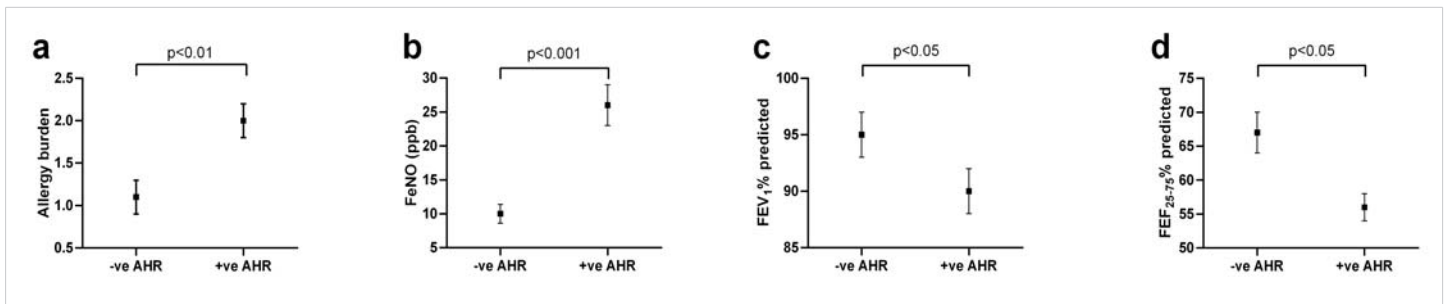 a
p<0.01
Allergy burden
2.5
2.0
1.5
1.0
0.5
-ve AHR
+ve AHR
b
p<0.001
FeNO (ppb)
30
25
20
15
10
5
-ve AHR
+ve AHR
c
p<0.05
FEV₁% predicted
100
95
90
85
-ve AHR
+ve AHR
d
p<0.05
FEF₂₅₋₇₅% predicted
75
70
65
60
55
50
-ve AHR
+ve AHR